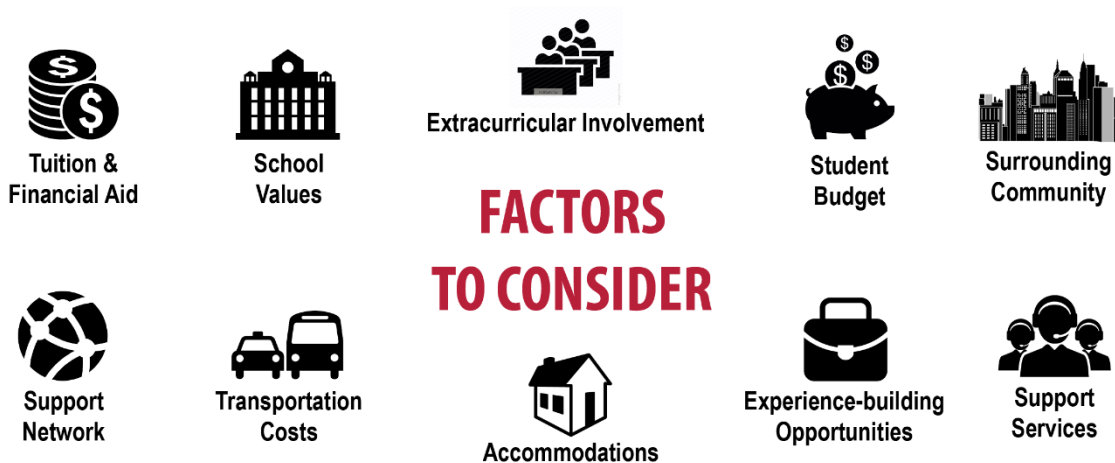 Tuition &
Financial Aid
School
Values
Extracurricular Involvement
Student
Budget
Surrounding
Community
FACTORS
TO CONSIDER
Support
Network
Transportation
Costs
Accommodations
Experience-building
Opportunities
Support
Services